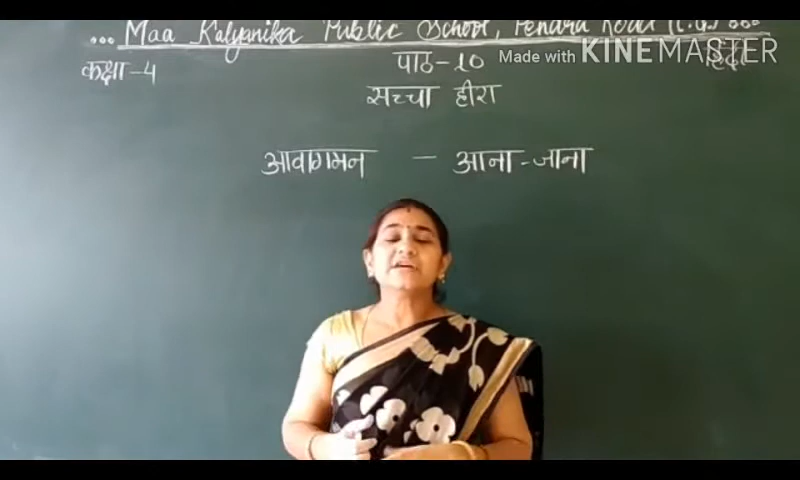 ... Maa Kalyanika Public School, Pendra Road (C.G.) ...
Made with KINEMASTER
कक्षा - 4 पाठ - 10 हिंदी
सच्चा हीरा
आवागमन - आना - जाना